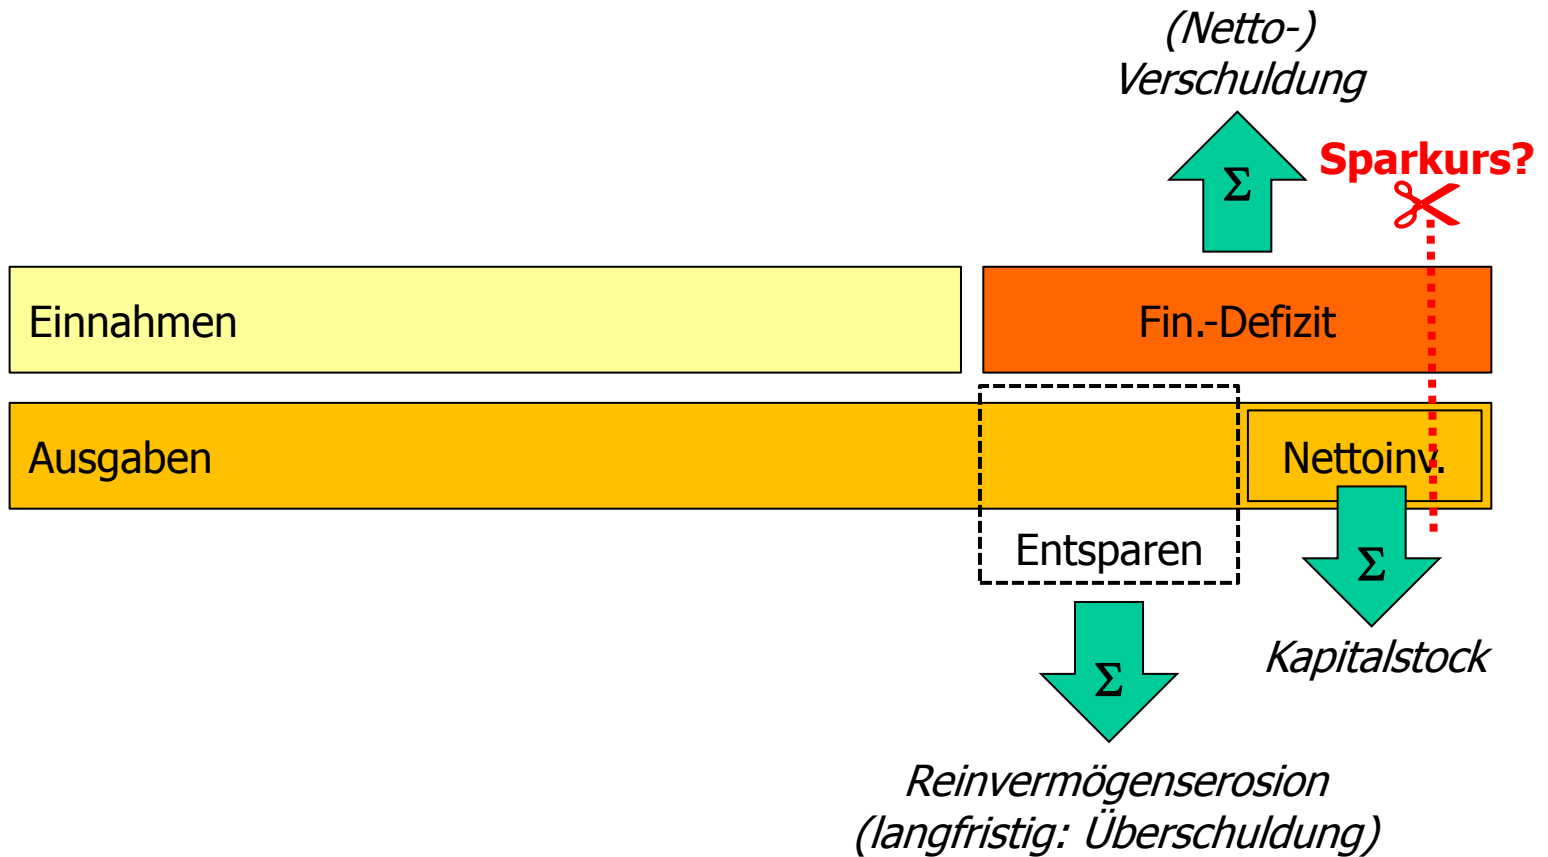 (Netto-)
Verschuldung
Sparkurs?
Σ
Einnahmen
Fin.-Defizit
Ausgaben
Nettoinv.
Entsparen
Σ
Kapitalstock
Σ
Reinvermögenserosion
(langfristig: Überschuldung)